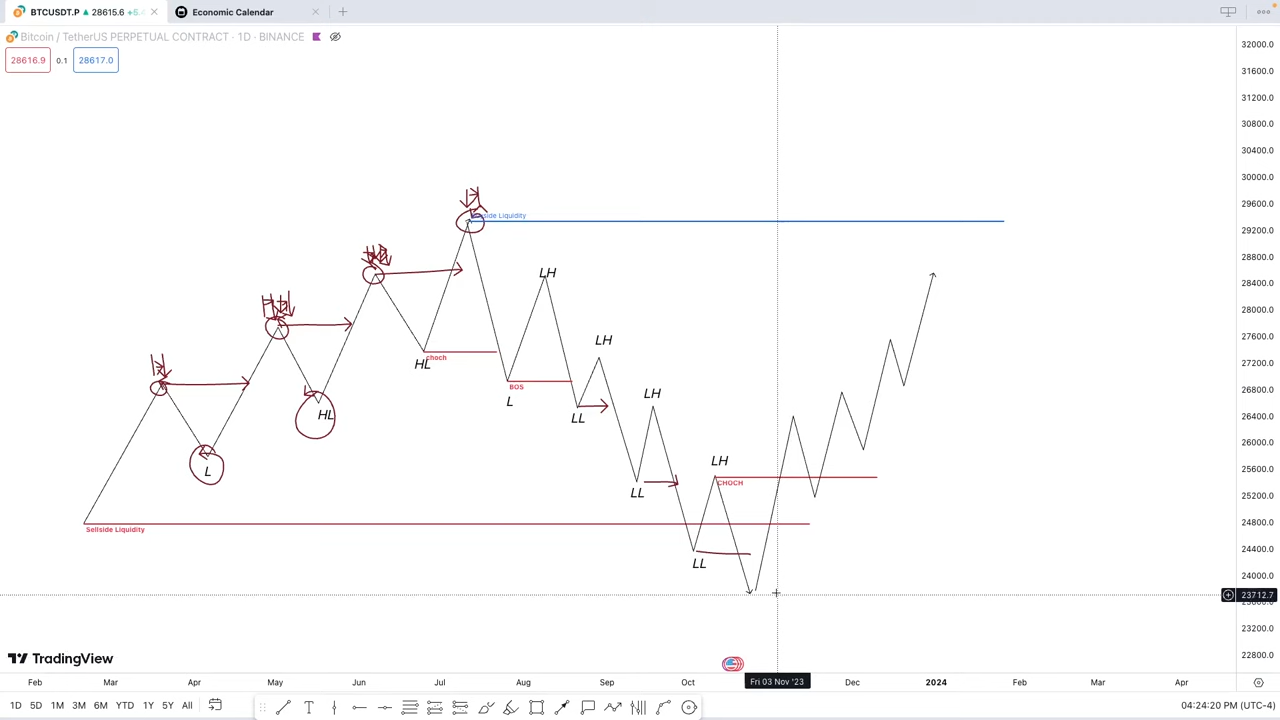 BTCUSDT.P ▲ 28615.6
Economic Calendar
Bitcoin / TetherUS PERPETUAL CONTRACT · 1D · BINANCE
28616.9 0.1 28617.0
32000.0
31600.0
31200.0
30800.0
30400.0
30000.0
29600.0
29200.0
28800.0
28400.0
28000.0
27600.0
27200.0
26800.0
26400.0
26000.0
25600.0
25200.0
24800.0
24400.0
24000.0
23712.7
23200.0
22800.0
side Liquidity
LH
LH
HL
choch
BOS
L
LH
HL
LL
LH
L
CHOCH
LL
Sellside Liquidity
LL
TradingView
Feb Mar Apr May Jun Jul Aug Sep Oct Fri 03 Nov '23 Dec 2024 Feb Mar Apr
1D 5D 1M 3M 6M YTD 1Y 5Y All
04:24:20 PM (UTC-4)